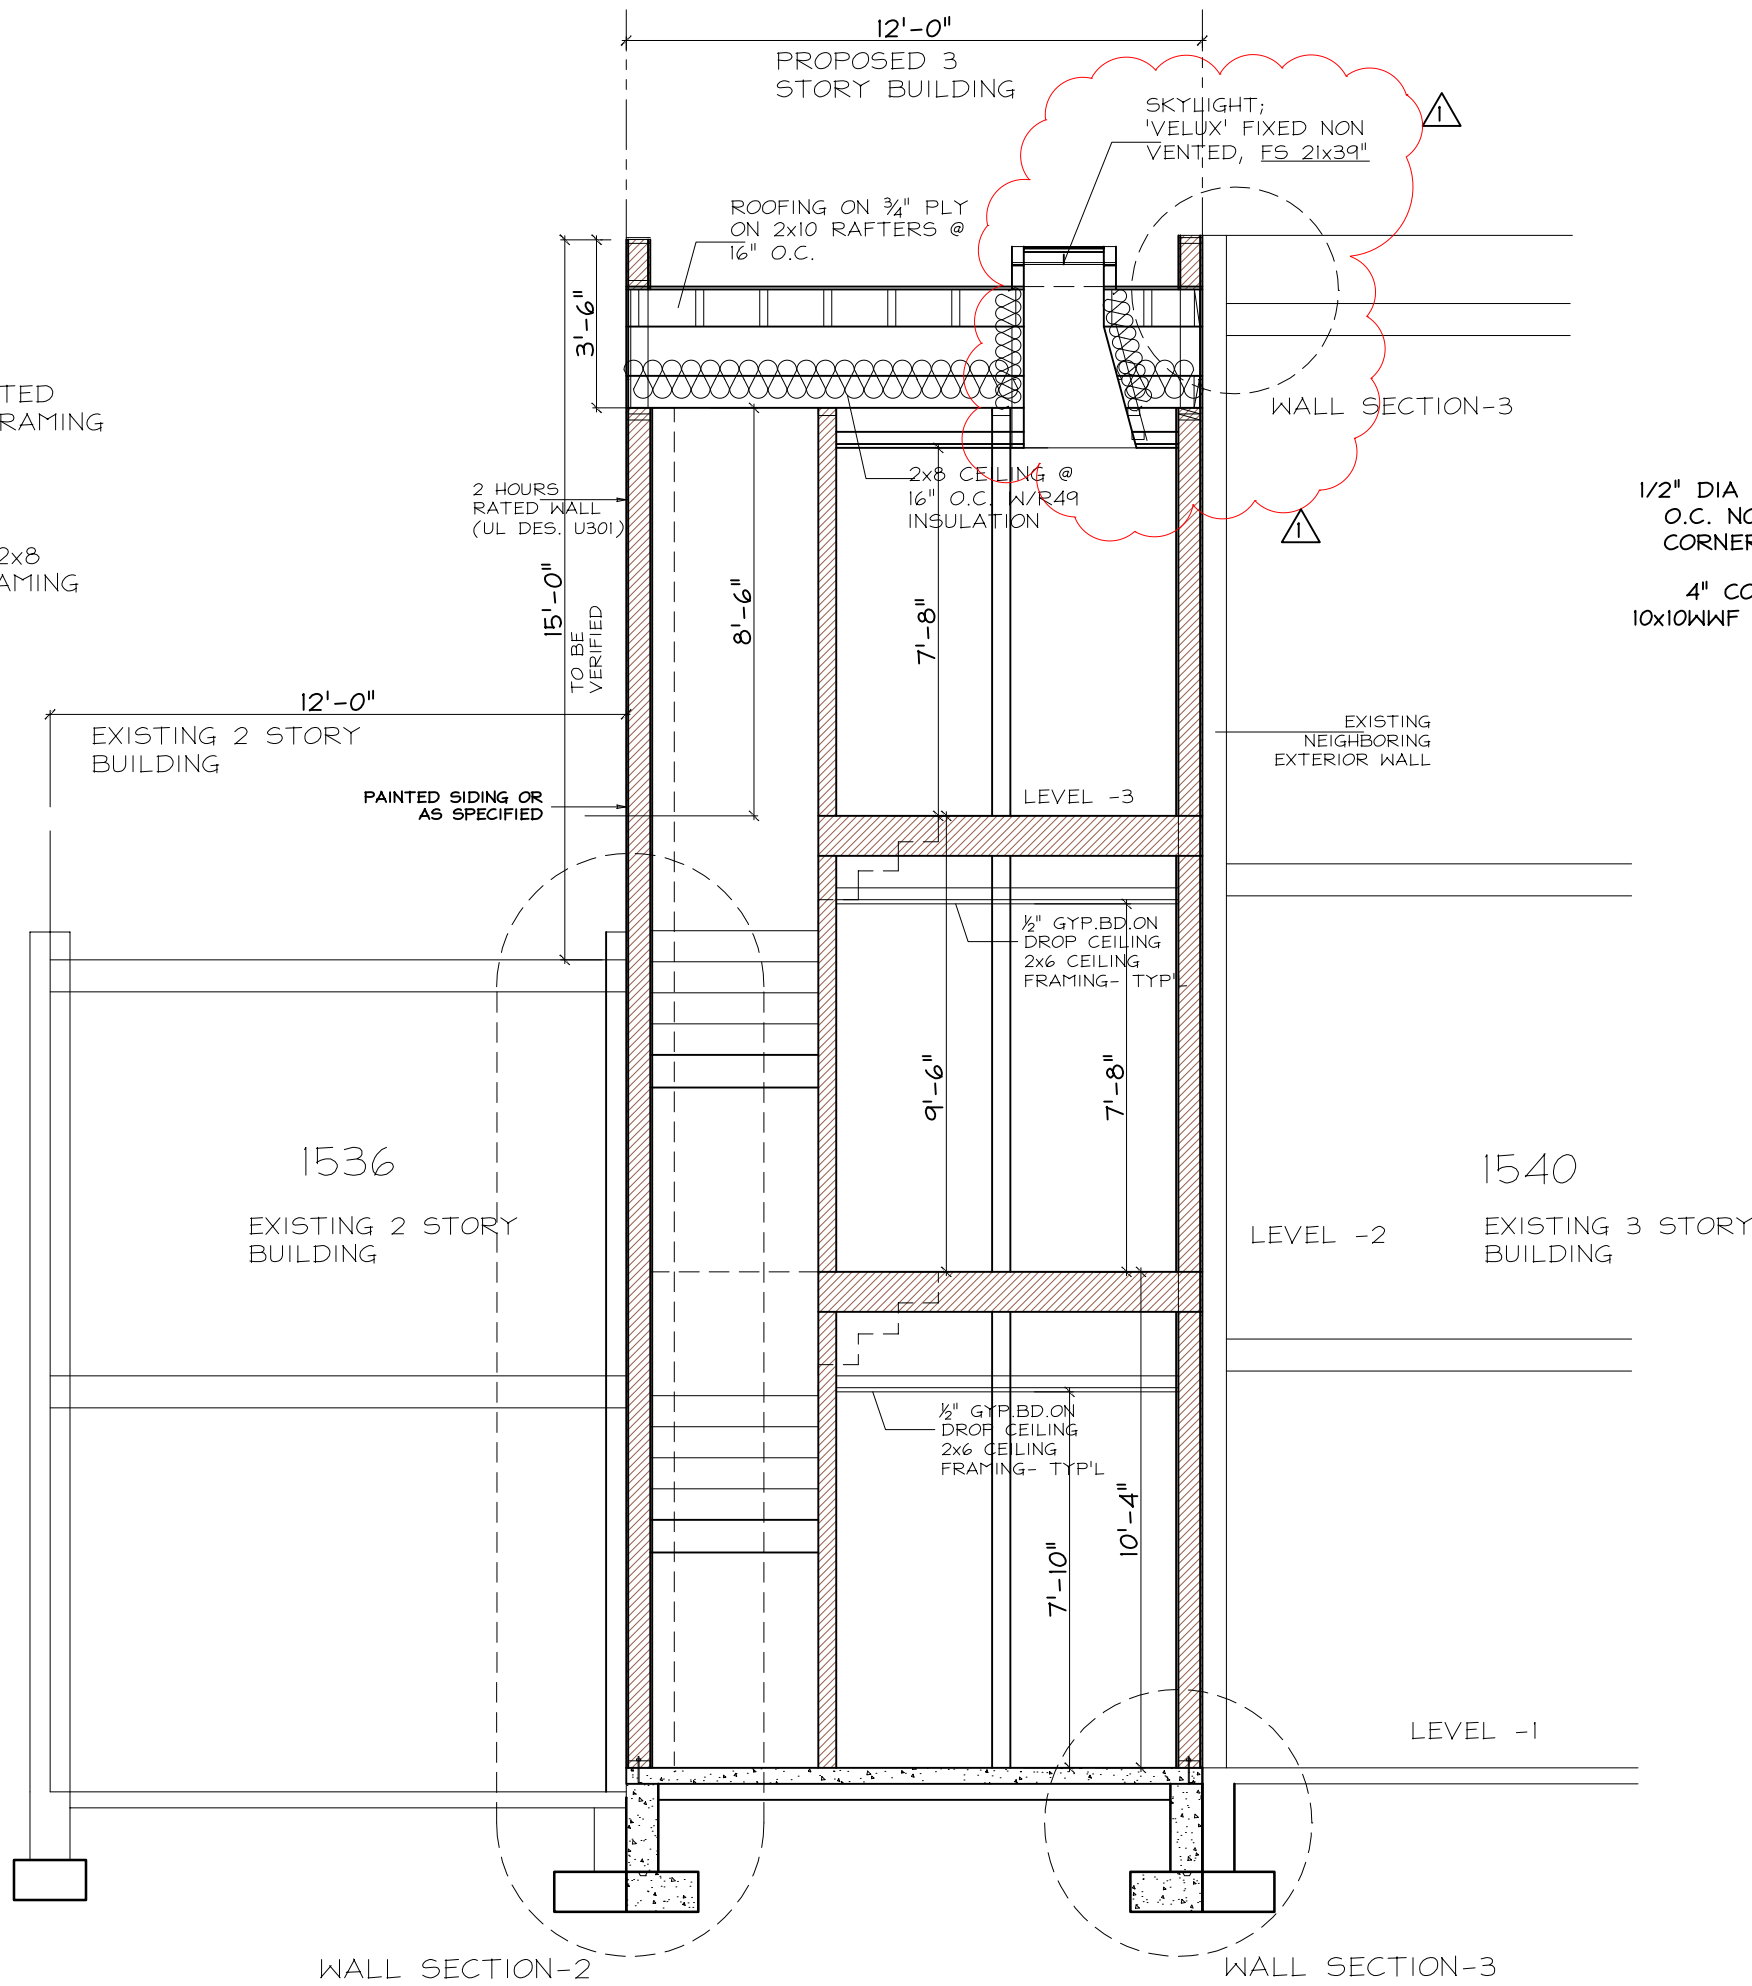 12'-0"
PROPOSED 3
STORY BUILDING
SKYLIGHT;
'VELUX' FIXED NON
VENTED, FS 21x39"
1
ROOFING ON ¾" PLY
ON 2x10 RAFTERS @
16" O.C.
3'-6"
TED
RAMING
WALL SECTION-3
2x8 CEILING @
16" O.C. W/R49
INSULATION
2 HOURS
RATED WALL
(UL DES. U301)
1
1/2" DIA
O.C. NO
CORNER
2x8
AMING
4" CO
10x10WWF
15'-0"
TO BE
VERIFIED
8'-6"
7'-8"
12'-0"
EXISTING 2 STORY
BUILDING
EXISTING
NEIGHBORING
EXTERIOR WALL
PAINTED SIDING OR
AS SPECIFIED
LEVEL -3
½" GYP.BD.ON
DROP CEILING
2x6 CEILING
FRAMING- TYP'
9'-6"
7'-8"
1536
EXISTING 2 STORY
BUILDING
1540
EXISTING 3 STORY
BUILDING
LEVEL -2
½" GYP.BD.ON
DROP CEILING
2x6 CEILING
FRAMING- TYP'L
10'-4"
7'-10"
LEVEL -1
WALL SECTION-2
WALL SECTION-3